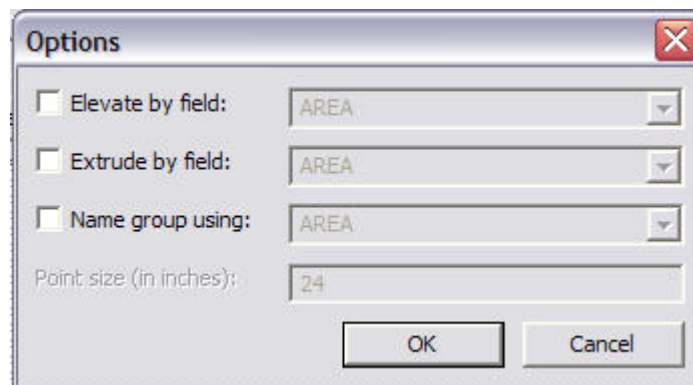 Options
Elevate by field: AREA
Extrude by field: AREA
Name group using: AREA
Point size (in inches): 24
OK Cancel